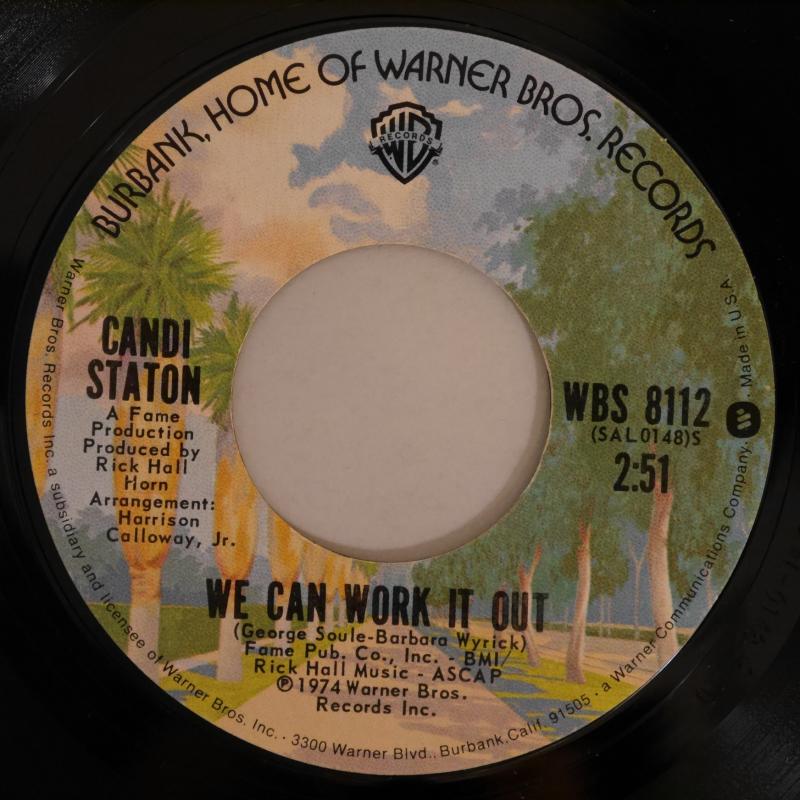 BURBANK, HOME OF WARNER BROS. RECORDS
RECORDS
WB
®
CANDI
STATON
A Fame
Production
Produced by
Rick Hall
Horn
Arrangement:
Harrison
Calloway, Jr.
WBS 8112
(SAL0148)S
2:51
WE CAN WORK IT OUT
(George Soule-Barbara Wyrick)
Fame Pub. Co., Inc. - BMI/
Rick Hall Music - ASCAP
℗1974 Warner Bros.
Records Inc.
Warner Bros. Records Inc. a subsidiary and licensee of Warner Bros. Inc. · 3300 Warner Blvd., Burbank, Calif. 91505 · a Warner Communications Company. Made in U.S.A.